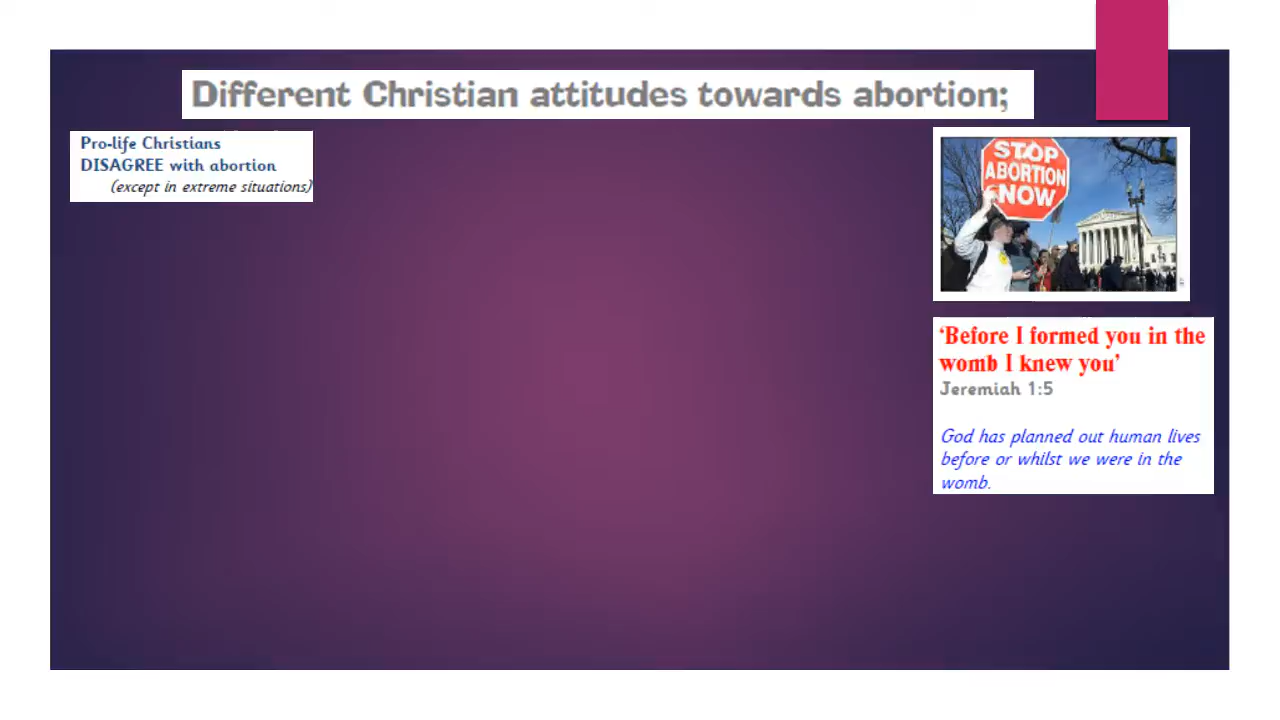 Different Christian attitudes towards abortion;
Pro-life Christians
DISAGREE with abortion
(except in extreme situations)
STOP
ABORTION
NOW
‘Before I formed you in the
womb I knew you’
Jeremiah 1:5
God has planned out human lives
before or whilst we were in the
womb.